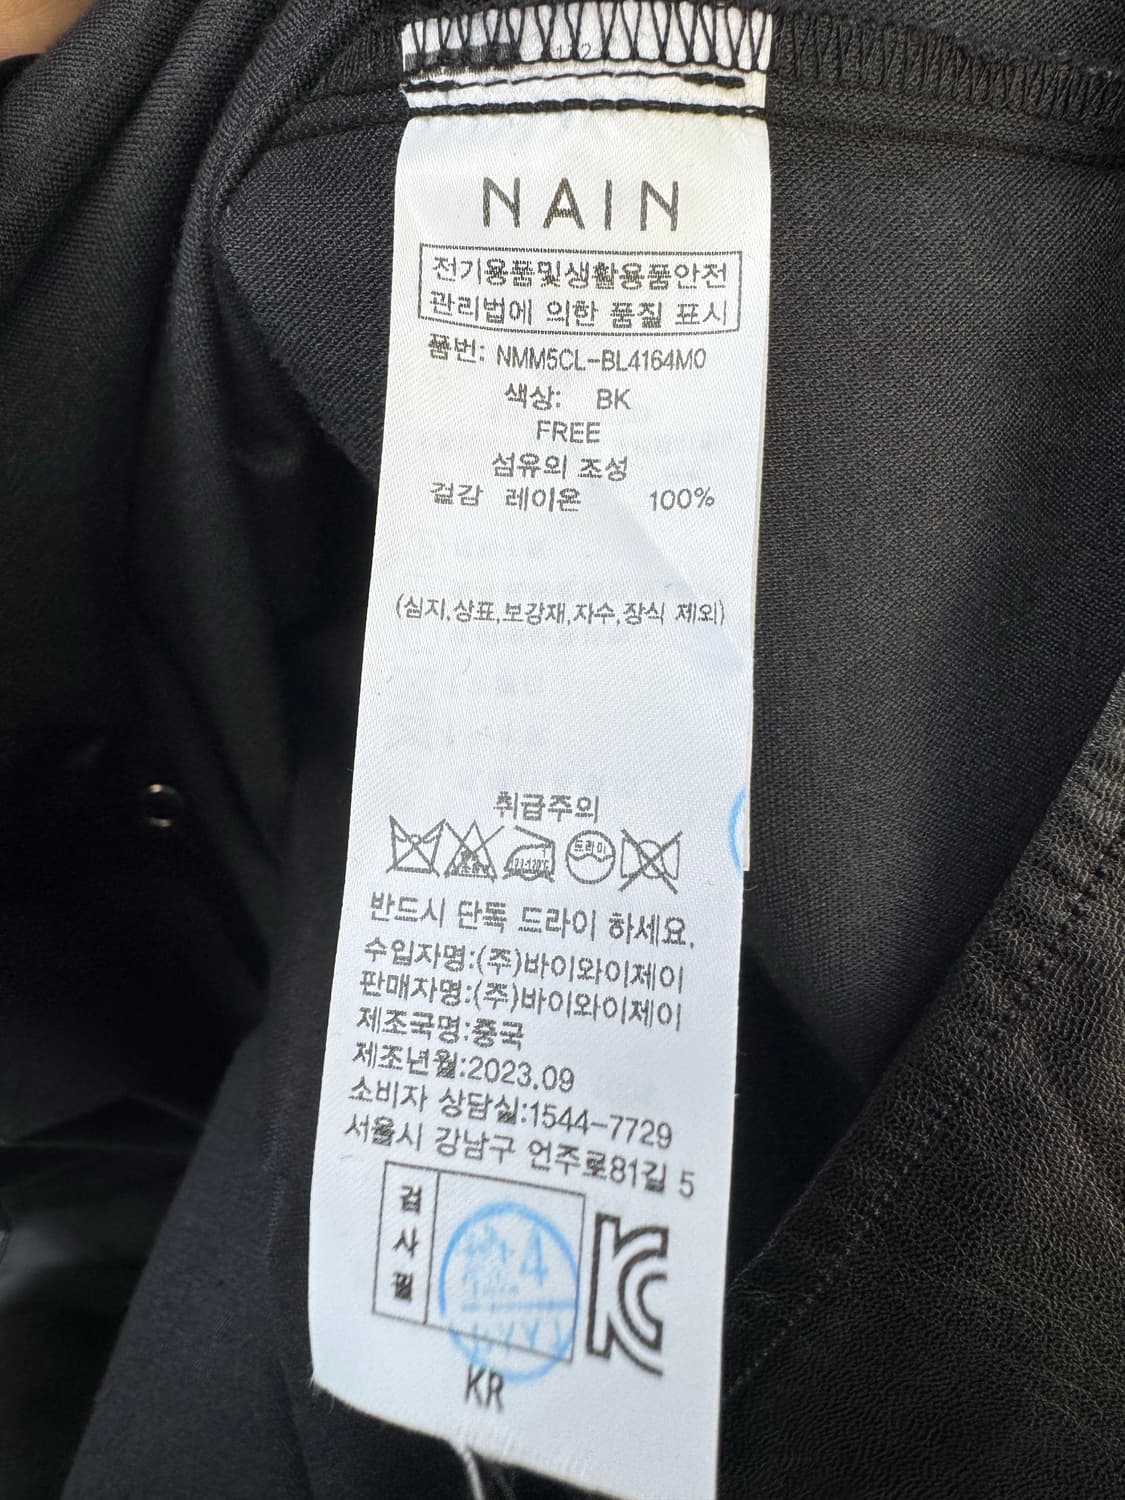 NAIN
전기용품및생활용품안전
관리법에 의한 품질 표시
품번: NMM5CL-BL4164M0
색상: BK
FREE
섬유의 조성
겉감 레이온 100%
(심지,상표,보강재,자수,장식 제외)
취급주의
드라이
반드시 단독 드라이 하세요.
수입자명:(주)바이와이제이
판매자명:(주)바이와이제이
제조국명:중국
제조년월:2023.09
소비자 상담실:1544-7729
서울시 강남구 언주로81길 5
검사필
4
KR